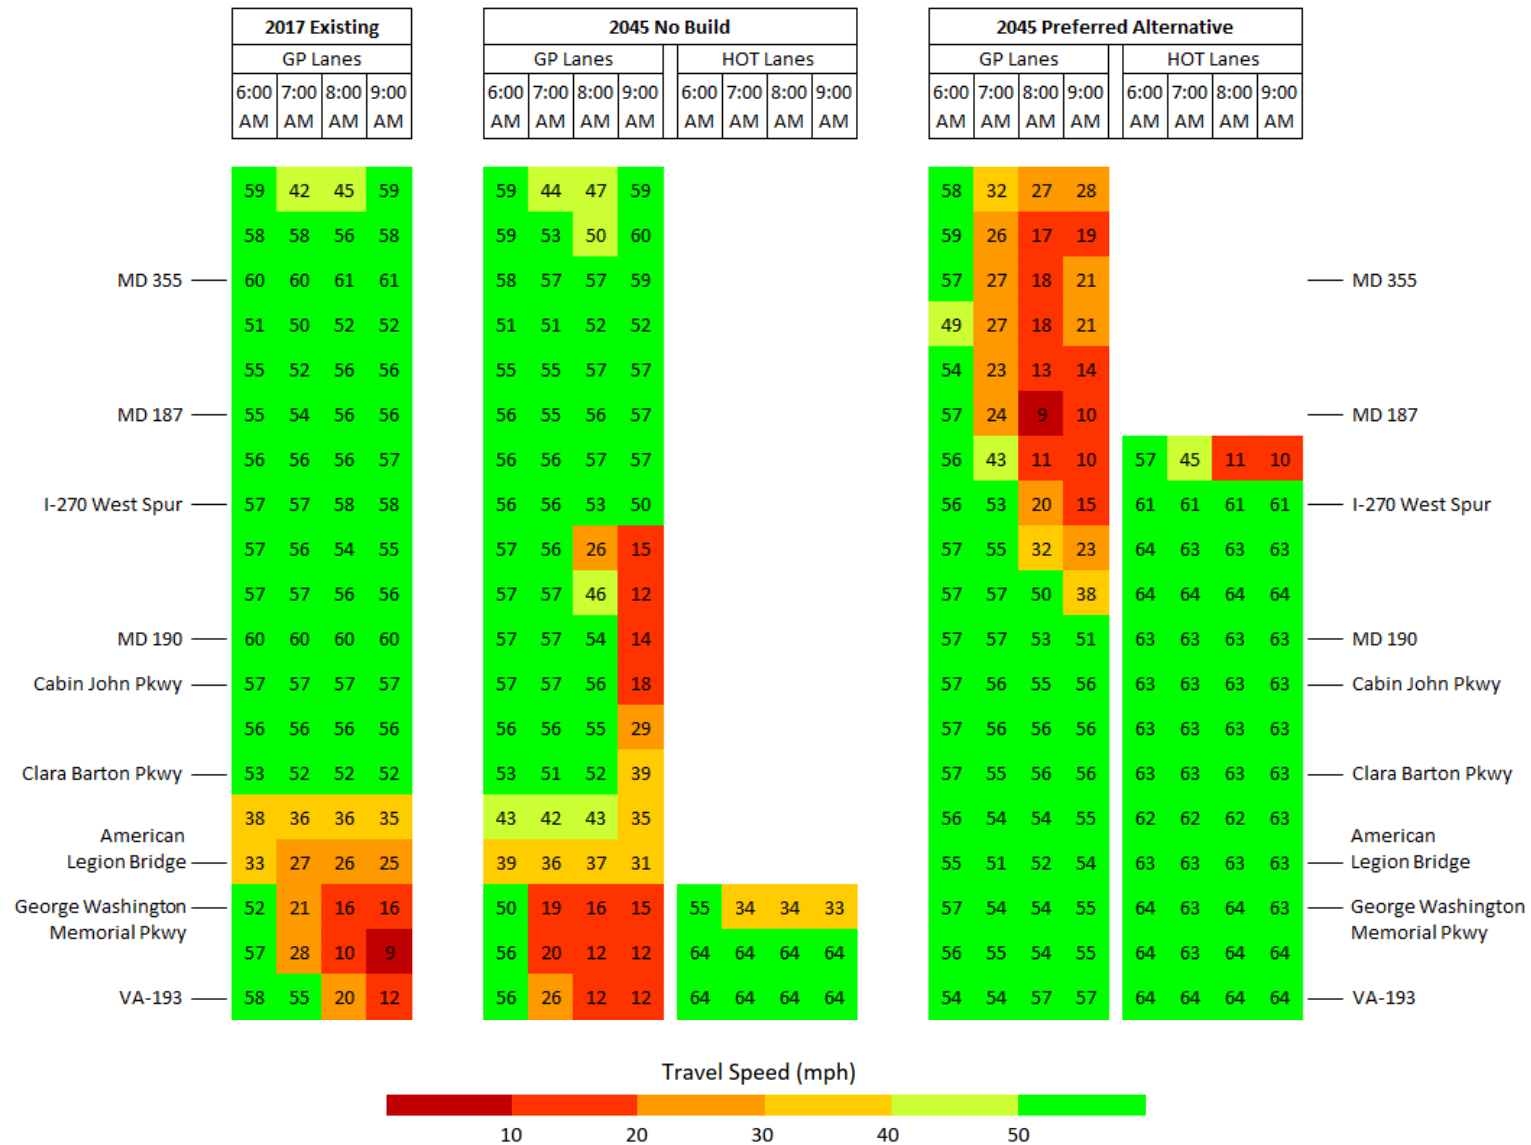 2017 Existing 2045 No Build 2045 Preferred Alternative
GP Lanes GP Lanes HOT Lanes GP Lanes HOT Lanes
6:00 7:00 8:00 9:00 6:00 7:00 8:00 9:00 6:00 7:00 8:00 9:00 6:00 7:00 8:00 9:00 6:00 7:00 8:00 9:00
AM AM AM AM AM AM AM AM AM AM AM AM AM AM AM AM AM AM AM AM
59 42 45 59 59 44 47 59 58 32 27 28
58 58 56 58 59 53 50 60 59 26 17 19
MD 355 60 60 61 61 58 57 57 59 57 27 18 21 MD 355
51 50 52 52 51 51 52 52 49 27 18 21
55 52 56 56 55 55 57 57 54 23 13 14
MD 187 55 54 56 56 56 55 56 57 57 24 9 10 MD 187
56 56 56 57 56 56 57 57 56 43 11 10 57 45 11 10
I-270 West Spur 57 57 58 58 56 56 53 50 56 53 20 15 61 61 61 61 I-270 West Spur
57 56 54 55 57 56 26 15 57 55 32 23 64 63 63 63
57 57 56 56 57 57 46 12 57 57 50 38 64 64 64 64
MD 190 60 60 60 60 57 57 54 14 57 57 53 51 63 63 63 63 MD 190
Cabin John Pkwy 57 57 57 57 57 57 56 18 57 56 55 56 63 63 63 63 Cabin John Pkwy
56 56 56 56 56 56 55 29 57 56 56 56 63 63 63 63
Clara Barton Pkwy 53 52 52 52 53 51 52 39 57 55 56 56 63 63 63 63 Clara Barton Pkwy
38 36 36 35 43 42 43 35 56 54 54 55 62 62 62 63
American American
Legion Bridge 33 27 26 25 39 36 37 31 55 51 52 54 63 63 63 63 Legion Bridge
George Washington 52 21 16 16 50 19 16 15 55 34 34 33 57 54 54 55 64 63 64 63 George Washington
Memorial Pkwy Memorial Pkwy
57 28 10 9 56 20 12 12 64 64 64 64 56 55 54 55 64 63 64 64
VA-193 58 55 20 12 56 26 12 12 64 64 64 64 54 54 57 57 64 64 64 64 VA-193
Travel Speed (mph)
10 20 30 40 50